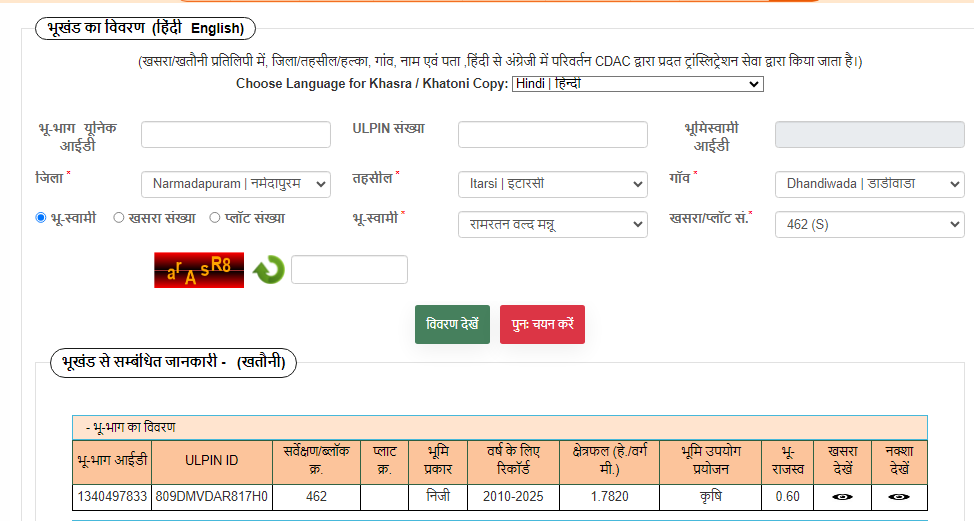 भूखंड का विवरण (हिंदी English)
(खसरा/खतौनी प्रतिलिपी में, जिला/तहसील/हल्का, गांव, नाम एवं पता ,हिंदी से अंग्रेजी में परिवर्तन CDAC द्वारा प्रदत ट्रांस्लिट्रेशन सेवा द्वारा किया जाता है।)
Choose Language for Khasra / Khatoni Copy: Hindi | हिन्दी
भू-भाग यूनिक आईडी ULPIN संख्या भूमिस्वामी आईडी
जिला * Narmadapuram | नर्मदापुरम तहसील * Itarsi | इटारसी गाँव * Dhandiwada | डाडीवाडा
भू-स्वामी खसरा संख्या प्लॉट संख्या भू-स्वामी * रामरतन वल्द मन्नू खसरा/प्लॉट सं.* 462 (S)
arAsR8
विवरण देखें पुनः चयन करें
भूखंड से सम्बंधित जानकारी - (खतौनी)
- भू-भाग का विवरण
भू-भाग आईडी ULPIN ID सर्वेक्षण/ब्लॉक क्र. प्लाट क्र. भूमि प्रकार वर्ष के लिए रिकॉर्ड क्षेत्रफल (हे./वर्ग मी.) भूमि उपयोग प्रयोजन भू-राजस्व खसरा देखें नक्शा देखें
1340497833 809DMVDAR817H0 462 निजी 2010-2025 1.7820 कृषि 0.60